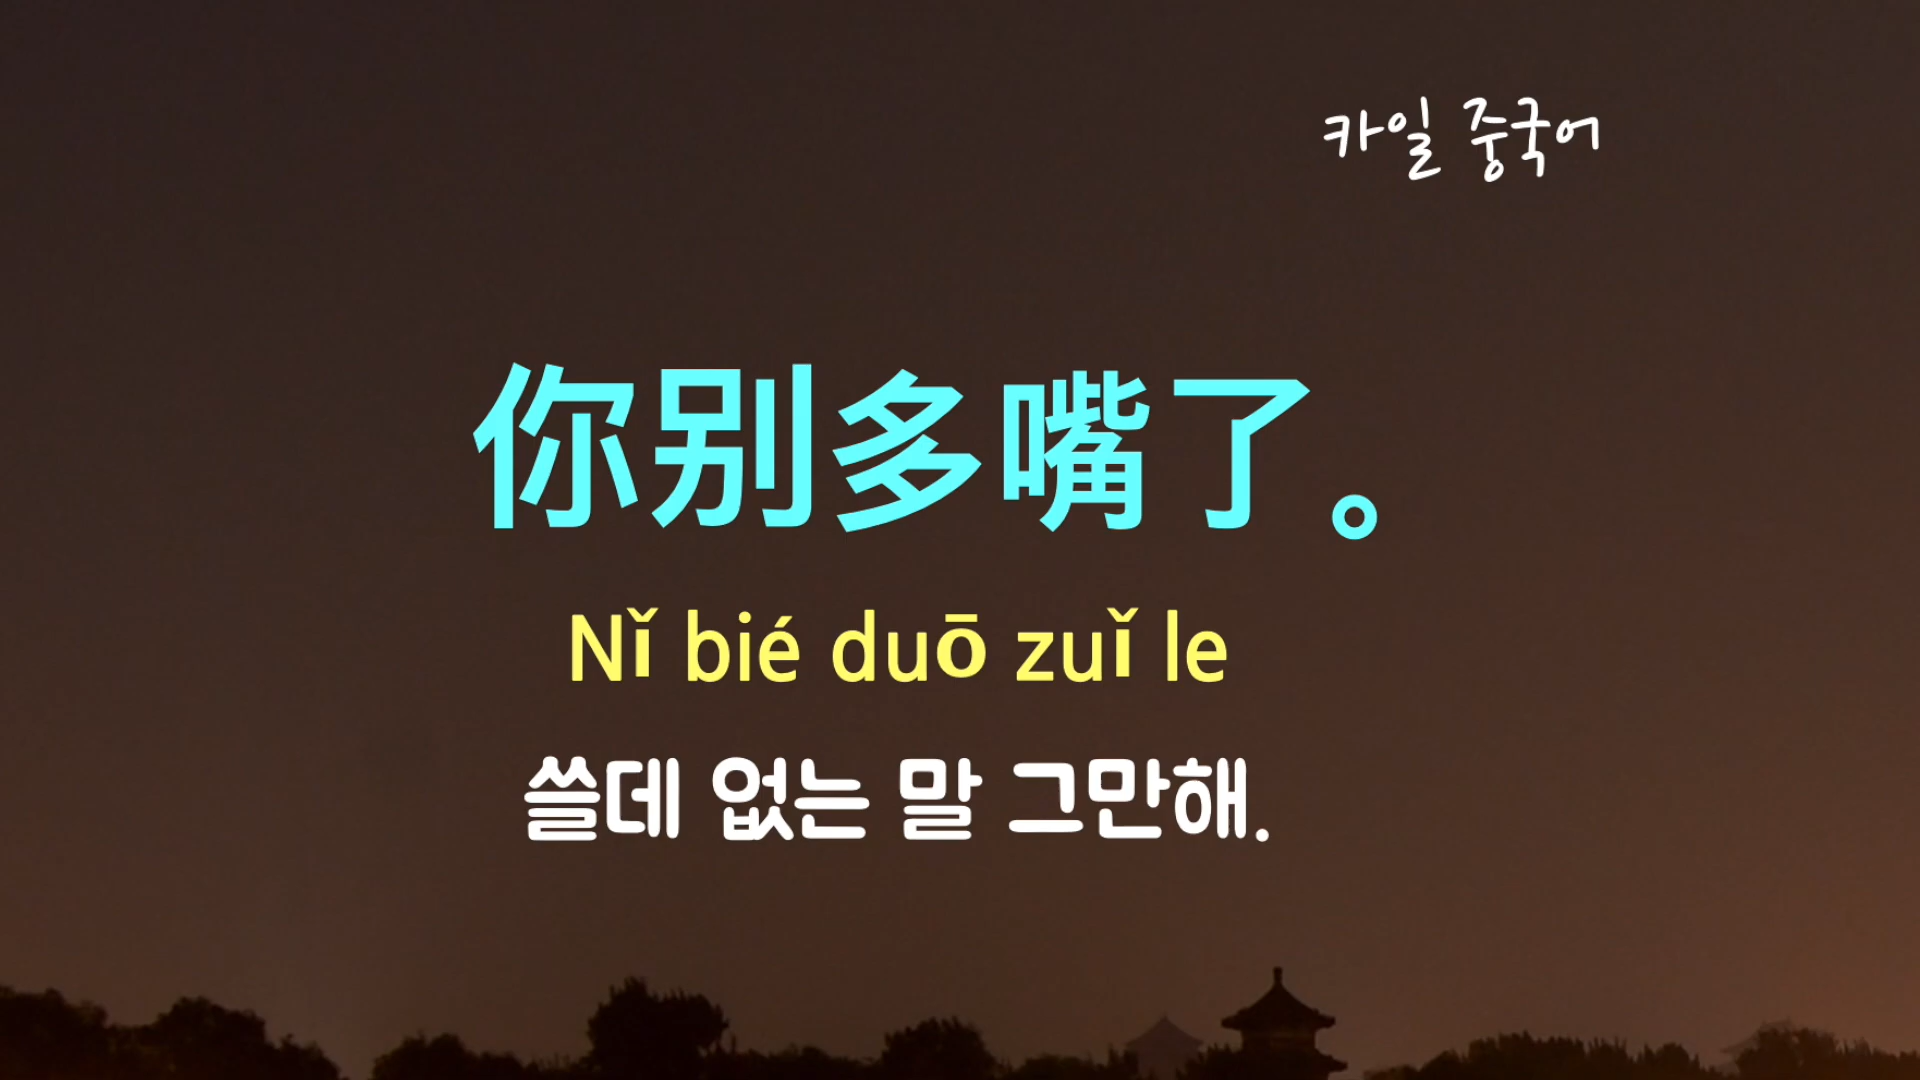 카일 중국어
你别多嘴了。
Nǐ bié duō zuǐ le
쓸데 없는 말 그만해.